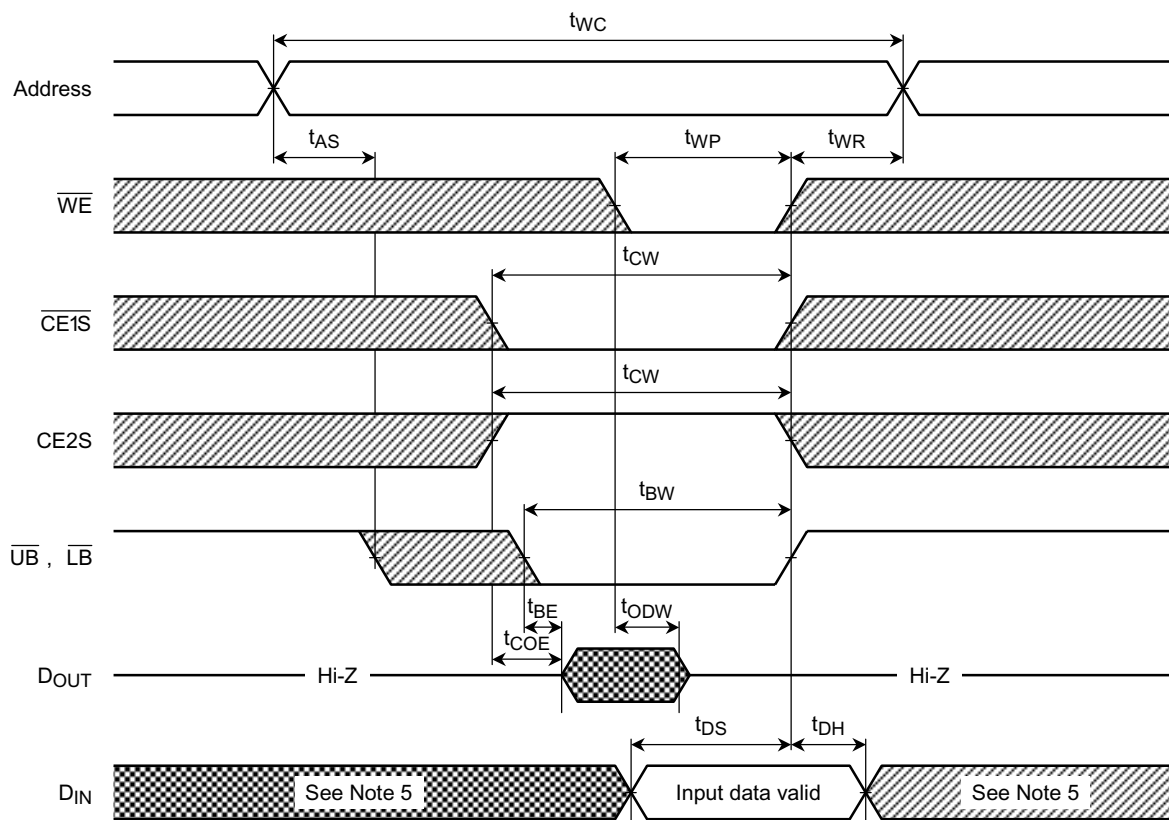 tWC
Address
tAS
tWP
tWR
WE
tCW
CE1S
tCW
CE2S
tBW
UB , LB
tBE
tODW
tCOE
DOUT
Hi-Z
Hi-Z
tDS
tDH
DIN
See Note 5
Input data valid
See Note 5